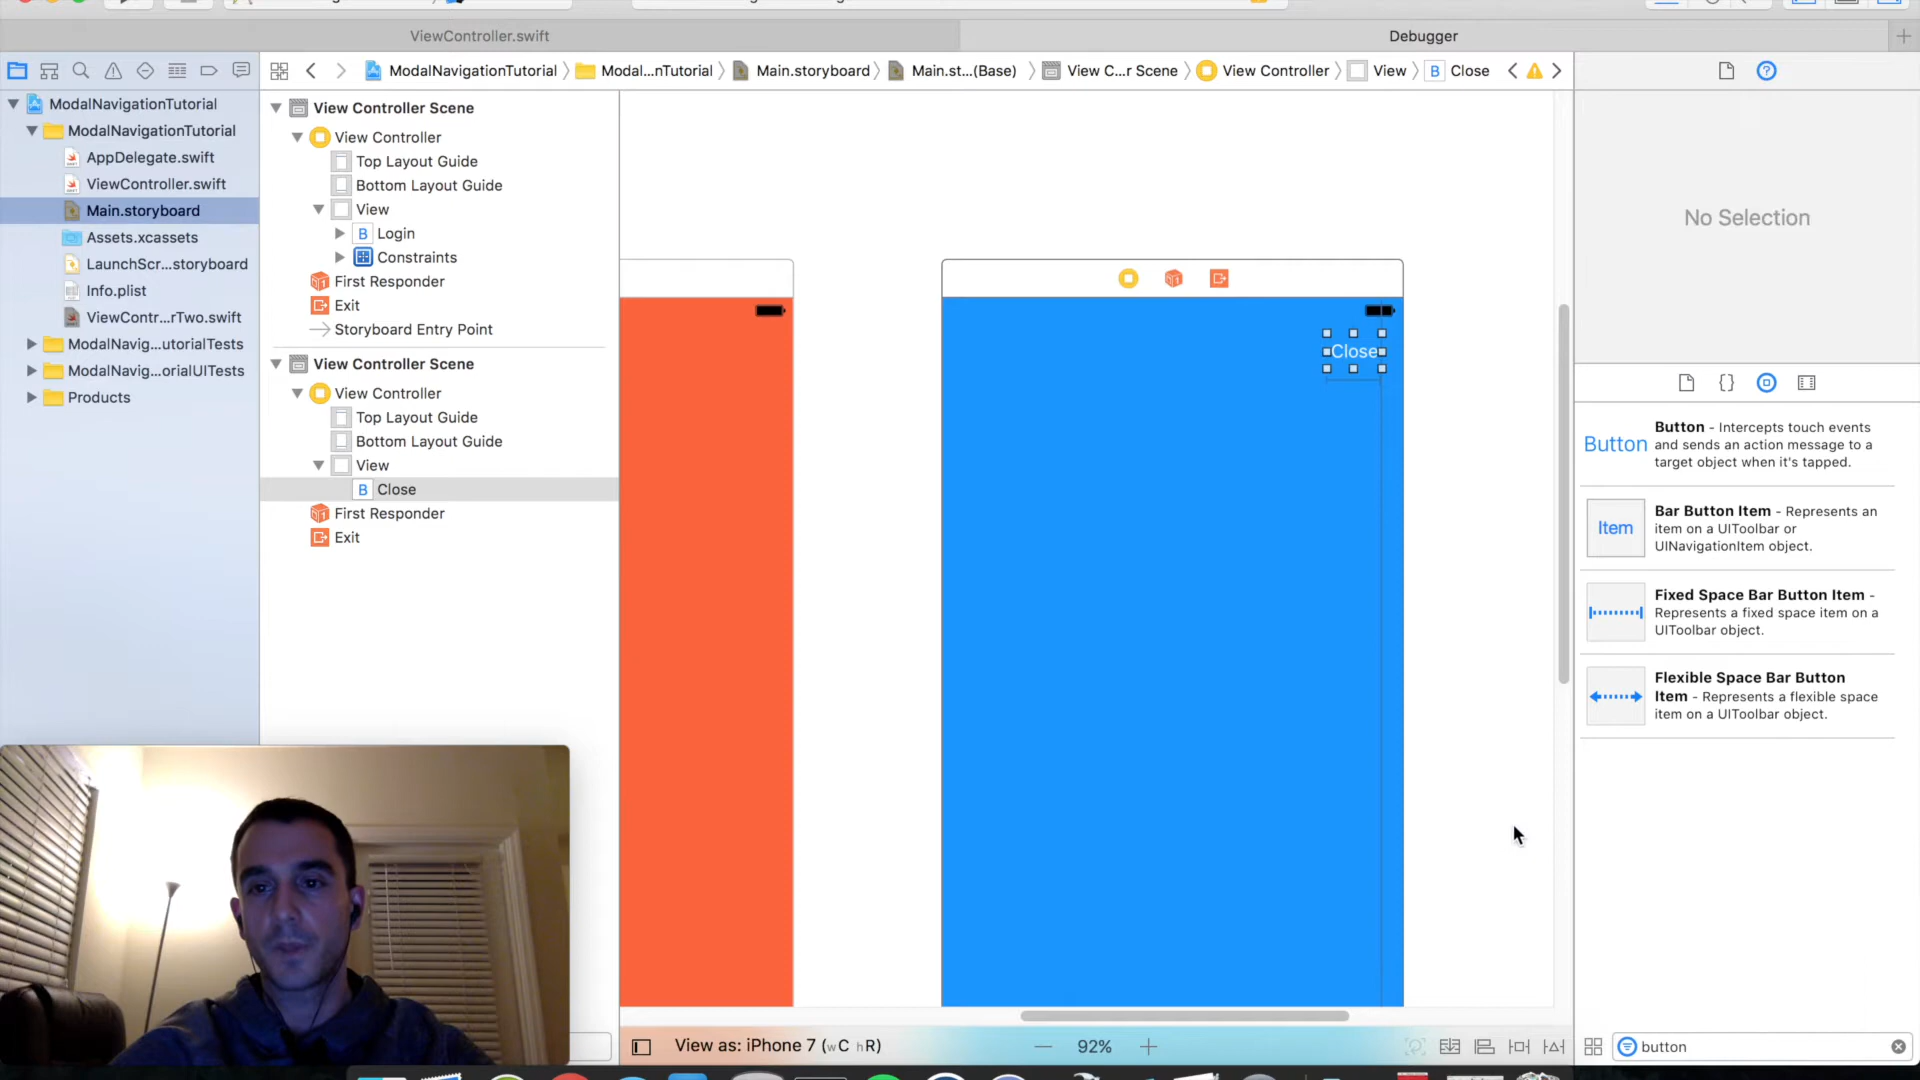 ViewController.swift
Debugger
ModalNavigationTutorial
Modal...nTutorial
Main.storyboard
Main.st...(Base)
View C...r Scene
View Controller
View
B Close
ModalNavigationTutorial
ModalNavigationTutorial
AppDelegate.swift
ViewController.swift
Main.storyboard
Assets.xcassets
LaunchScr...storyboard
Info.plist
ViewContr...rTwo.swift
ModalNavig...utorialTests
ModalNavig...orialUITests
Products
View Controller Scene
View Controller
Top Layout Guide
Bottom Layout Guide
View
B Login
Constraints
First Responder
Exit
Storyboard Entry Point
View Controller Scene
View Controller
Top Layout Guide
Bottom Layout Guide
View
B Close
First Responder
Exit
Close
View as: iPhone 7 (wC hR)
92%
No Selection
Button
Button - Intercepts touch events
and sends an action message to a
target object when it's tapped.
Item
Bar Button Item - Represents an
item on a UIToolbar or
UINavigationItem object.
Fixed Space Bar Button Item -
Represents a fixed space item on a
UIToolbar object.
Flexible Space Bar Button
Item - Represents a flexible space
item on a UIToolbar object.
button